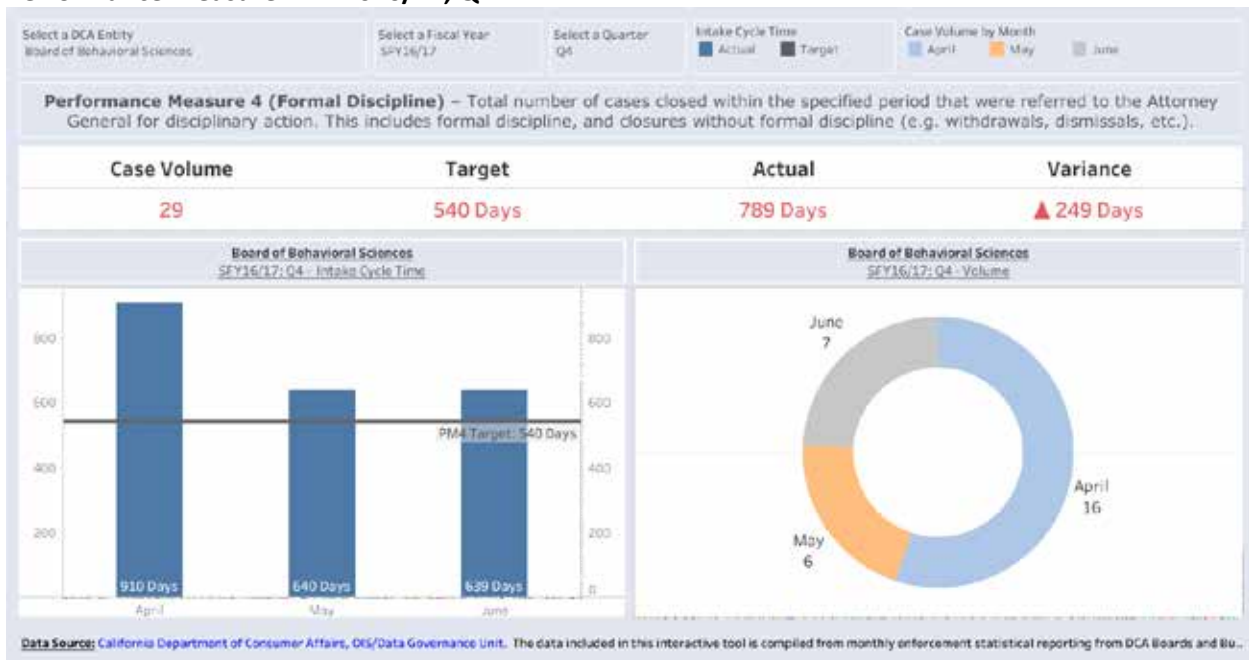 Select a DCA Entity
Board of Behavioral Sciences
Select a Fiscal Year
SFY16/17
Select a Quarter
Q4
Intake Cycle Time
Actual Target
Case Volume by Month
April May June
Performance Measure 4 (Formal Discipline) – Total number of cases closed within the specified period that were referred to the Attorney
General for disciplinary action. This includes formal discipline, and closures without formal discipline (e.g. withdrawals, dismissals, etc.).
Case Volume Target Actual Variance
29 540 Days 789 Days ▲ 249 Days
Board of Behavioral Sciences
SFY16/17: Q4 - Intake Cycle Time
800 800
600 600
PM4 Target: 540 Days
400 400
200 200
0
910 Days 640 Days 639 Days
April May June
Board of Behavioral Sciences
SFY16/17: Q4 - Volume
June
7
April
16
May
6
Data Source: California Department of Consumer Affairs, OIS/Data Governance Unit. The data included in this interactive tool is compiled from monthly enforcement statistical reporting from DCA Boards and Bu..